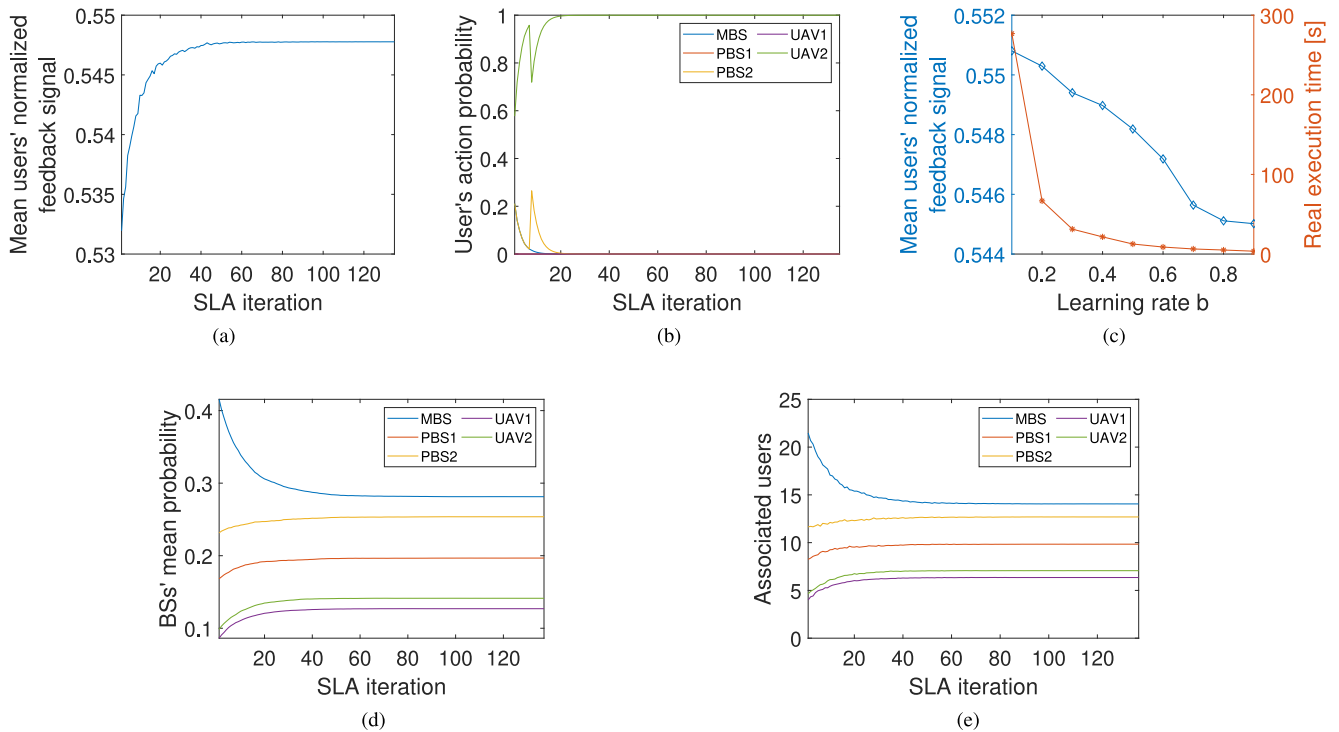 0.55
0.545
0.54
0.535
0.53
Mean users' normalized
feedback signal
20 40 60 80 100 120
SLA iteration
(a)
1
0.8
0.6
0.4
0.2
0
User's action probability
MBS UAV1
PBS1 UAV2
PBS2
20 40 60 80 100 120
SLA iteration
(b)
0.552
0.55
0.548
0.546
0.544
Mean users' normalized
feedback signal
300
200
100
0
Real execution time [s]
0.2 0.4 0.6 0.8
Learning rate b
(c)
0.4
0.3
0.2
0.1
BSs' mean probability
MBS UAV1
PBS1 UAV2
PBS2
20 40 60 80 100 120
SLA iteration
(d)
25
20
15
10
5
0
Associated users
MBS UAV1
PBS1 UAV2
PBS2
20 40 60 80 100 120
SLA iteration
(e)